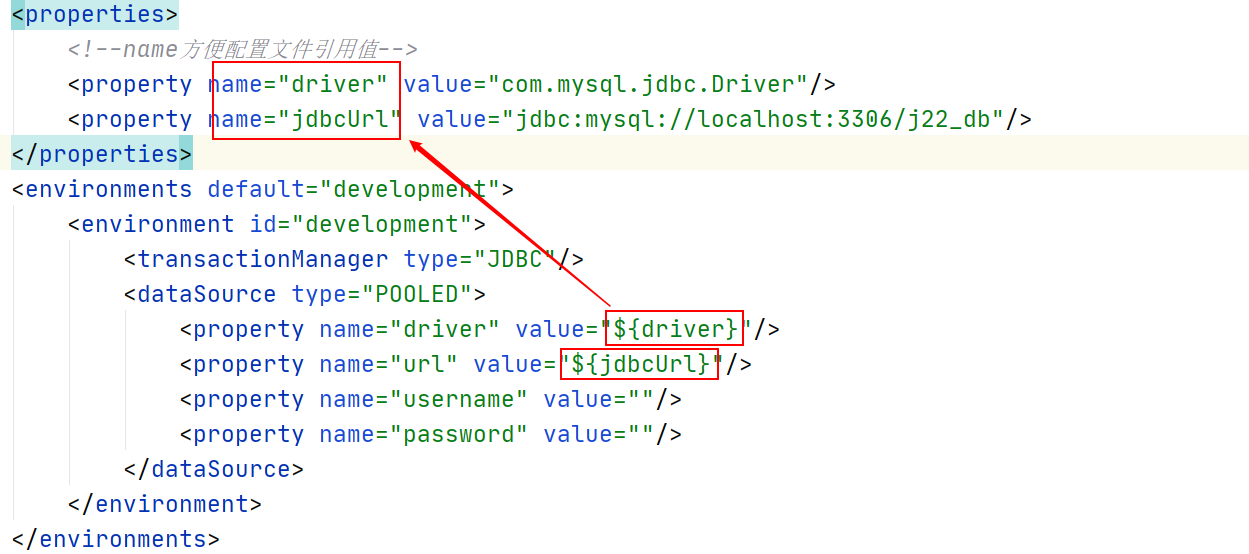 <properties>
<!--name方便配置文件引用值-->
<property name="driver" value="com.mysql.jdbc.Driver"/>
<property name="jdbcUrl" value="jdbc:mysql://localhost:3306/j22_db"/>
</properties>
<environments default="development">
<environment id="development">
<transactionManager type="JDBC"/>
<dataSource type="POOLED">
<property name="driver" value="${driver}"/>
<property name="url" value="${jdbcUrl}"/>
<property name="username" value=""/>
<property name="password" value=""/>
</dataSource>
</environment>
</environments>